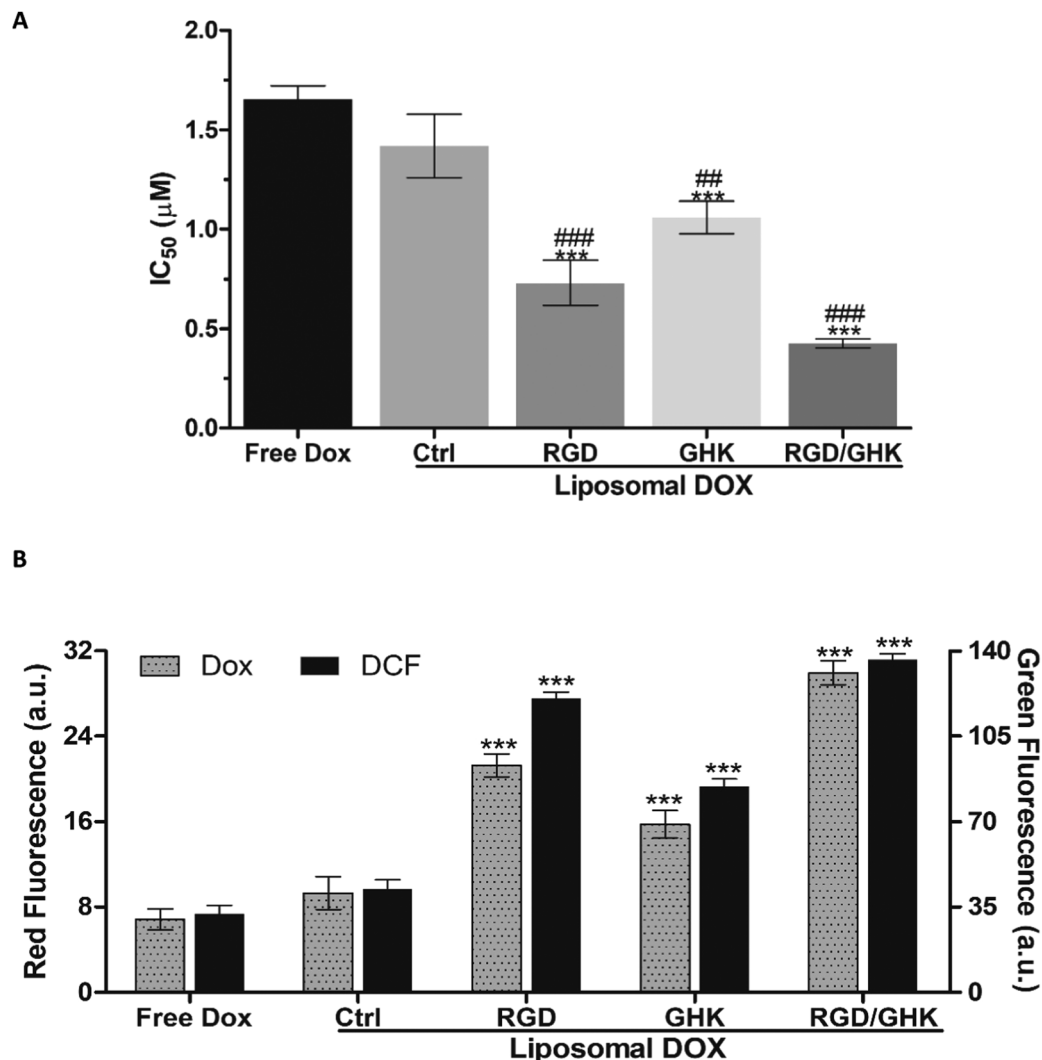 A
2.0
1.5
1.0
0.5
0.0
IC50 (μM)
###
***
##
***
###
***
Free Dox
Ctrl
RGD
GHK
RGD/GHK
Liposomal DOX
B
Dox
DCF
Red Fluorescence (a.u.)
32
24
16
8
0
***
***
***
***
***
***
140
105
70
35
0
Green Fluorescence (a.u.)
Free Dox
Ctrl
RGD
GHK
RGD/GHK
Liposomal DOX